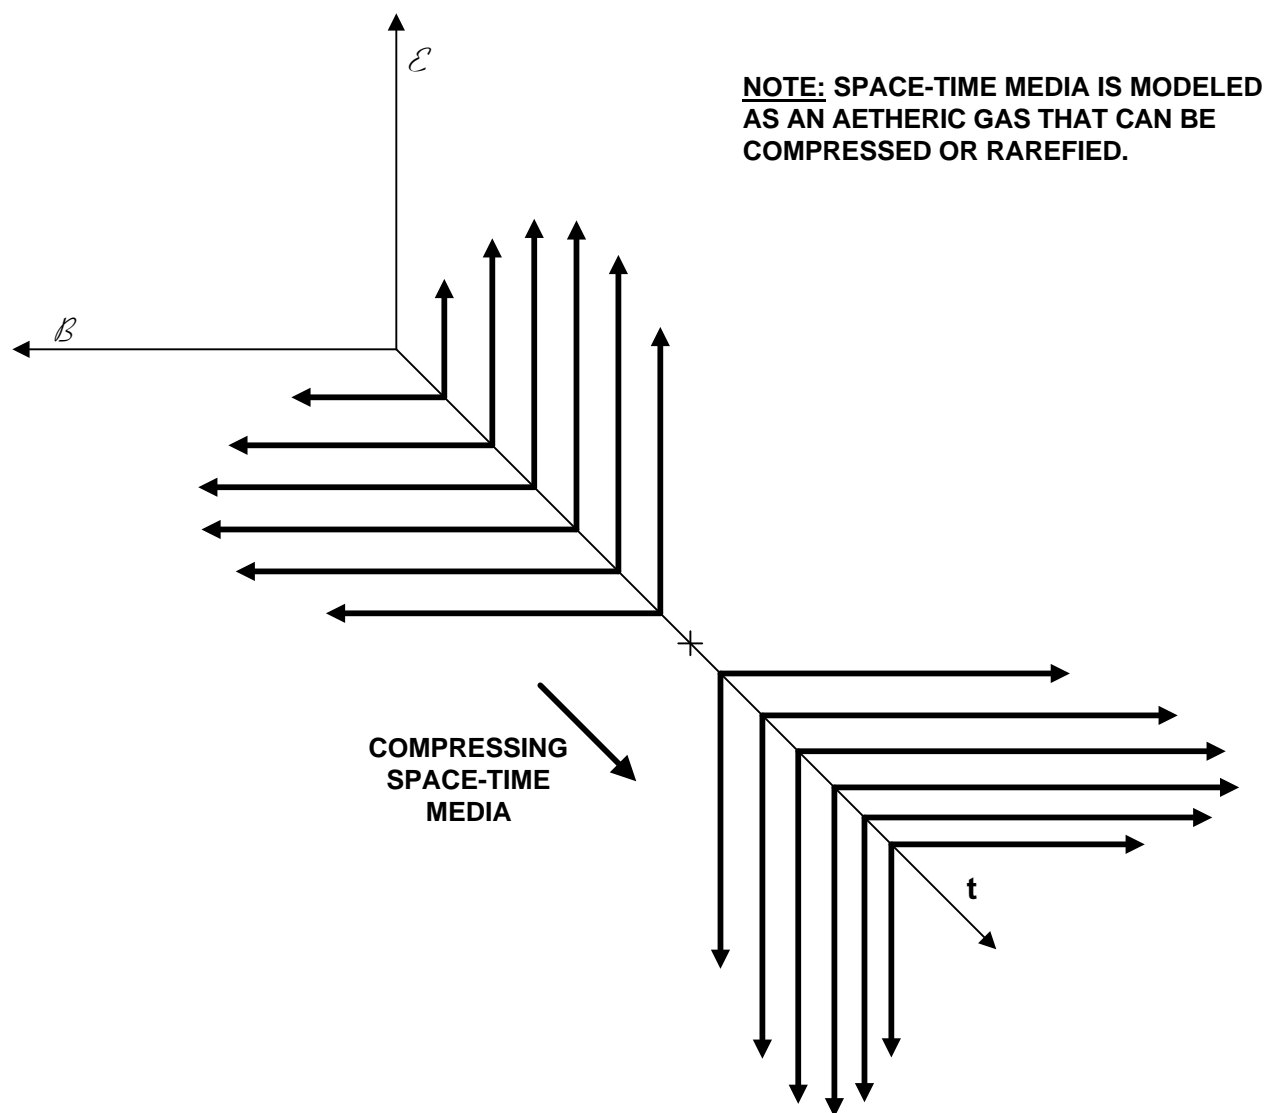 ℰ
NOTE: SPACE-TIME MEDIA IS MODELED
AS AN AETHERIC GAS THAT CAN BE
COMPRESSED OR RAREFIED.
ℬ
COMPRESSING
SPACE-TIME
MEDIA
t